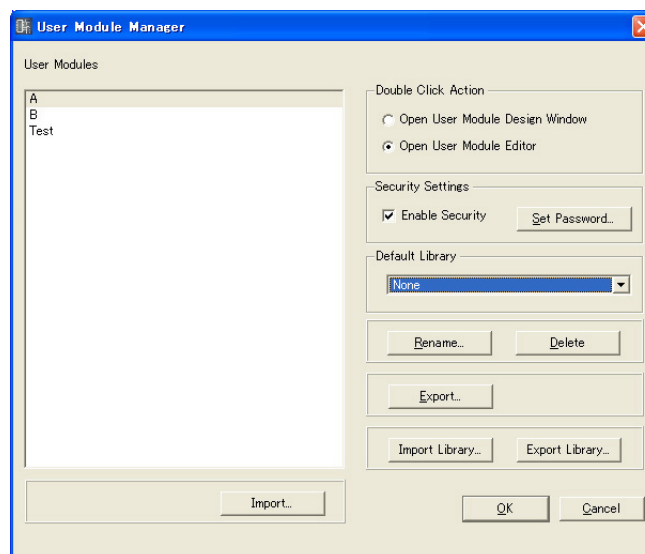 User Module Manager
User Modules
A
B
Test
Import...
Double Click Action
Open User Module Design Window
Open User Module Editor
Security Settings
Enable Security
Set Password...
Default Library
None
Rename...
Delete
Export...
Import Library...
Export Library...
OK
Cancel